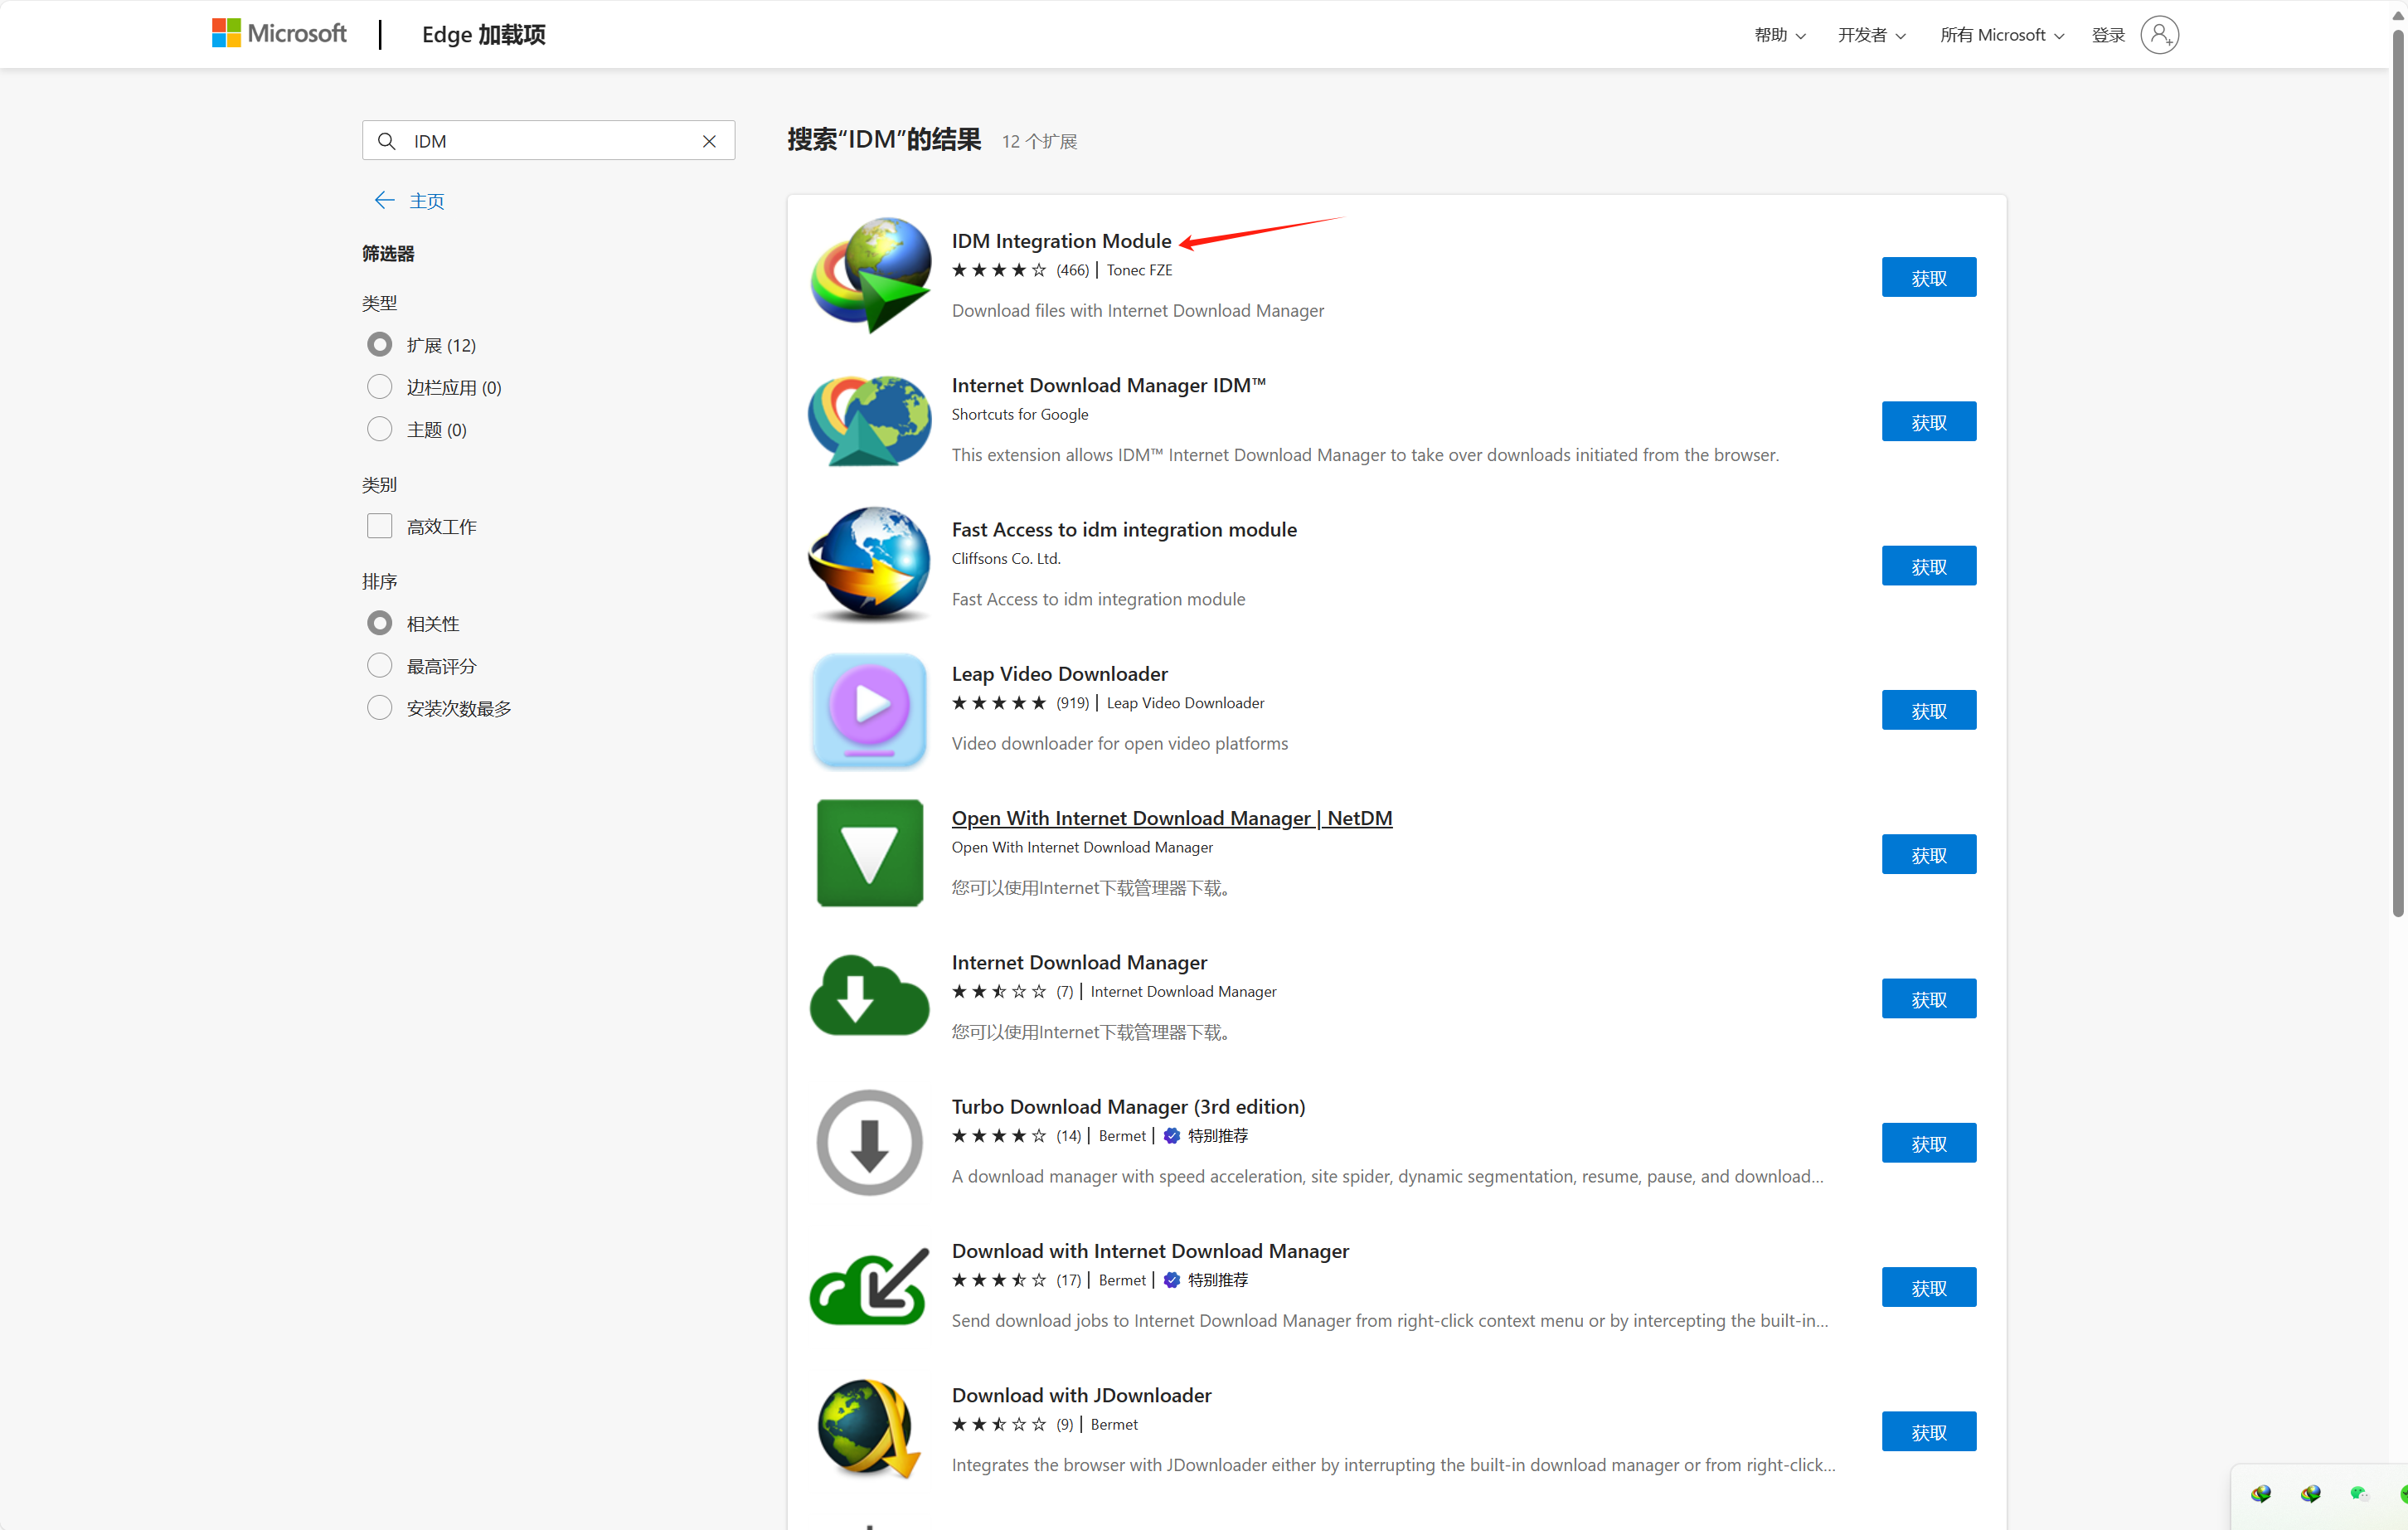 Microsoft
Edge 加载项
帮助
开发者
所有 Microsoft
登录
IDM
主页
筛选器
类型
扩展 (12)
边栏应用 (0)
主题 (0)
类别
高效工作
排序
相关性
最高评分
安装次数最多
搜索“IDM”的结果 12 个扩展
IDM Integration Module
(466) | Tonec FZE
Download files with Internet Download Manager
获取
Internet Download Manager IDM™
Shortcuts for Google
This extension allows IDM™ Internet Download Manager to take over downloads initiated from the browser.
获取
Fast Access to idm integration module
Cliffsons Co. Ltd.
Fast Access to idm integration module
获取
Leap Video Downloader
(919) | Leap Video Downloader
Video downloader for open video platforms
获取
Open With Internet Download Manager | NetDM
Open With Internet Download Manager
您可以使用Internet下载管理器下载。
获取
Internet Download Manager
(7) | Internet Download Manager
您可以使用Internet下载管理器下载。
获取
Turbo Download Manager (3rd edition)
(14) | Bermet | 特别推荐
A download manager with speed acceleration, site spider, dynamic segmentation, resume, pause, and download...
获取
Download with Internet Download Manager
(17) | Bermet | 特别推荐
Send download jobs to Internet Download Manager from right-click context menu or by intercepting the built-in...
获取
Download with JDownloader
(9) | Bermet
Integrates the browser with JDownloader either by interrupting the built-in download manager or from right-click...
获取